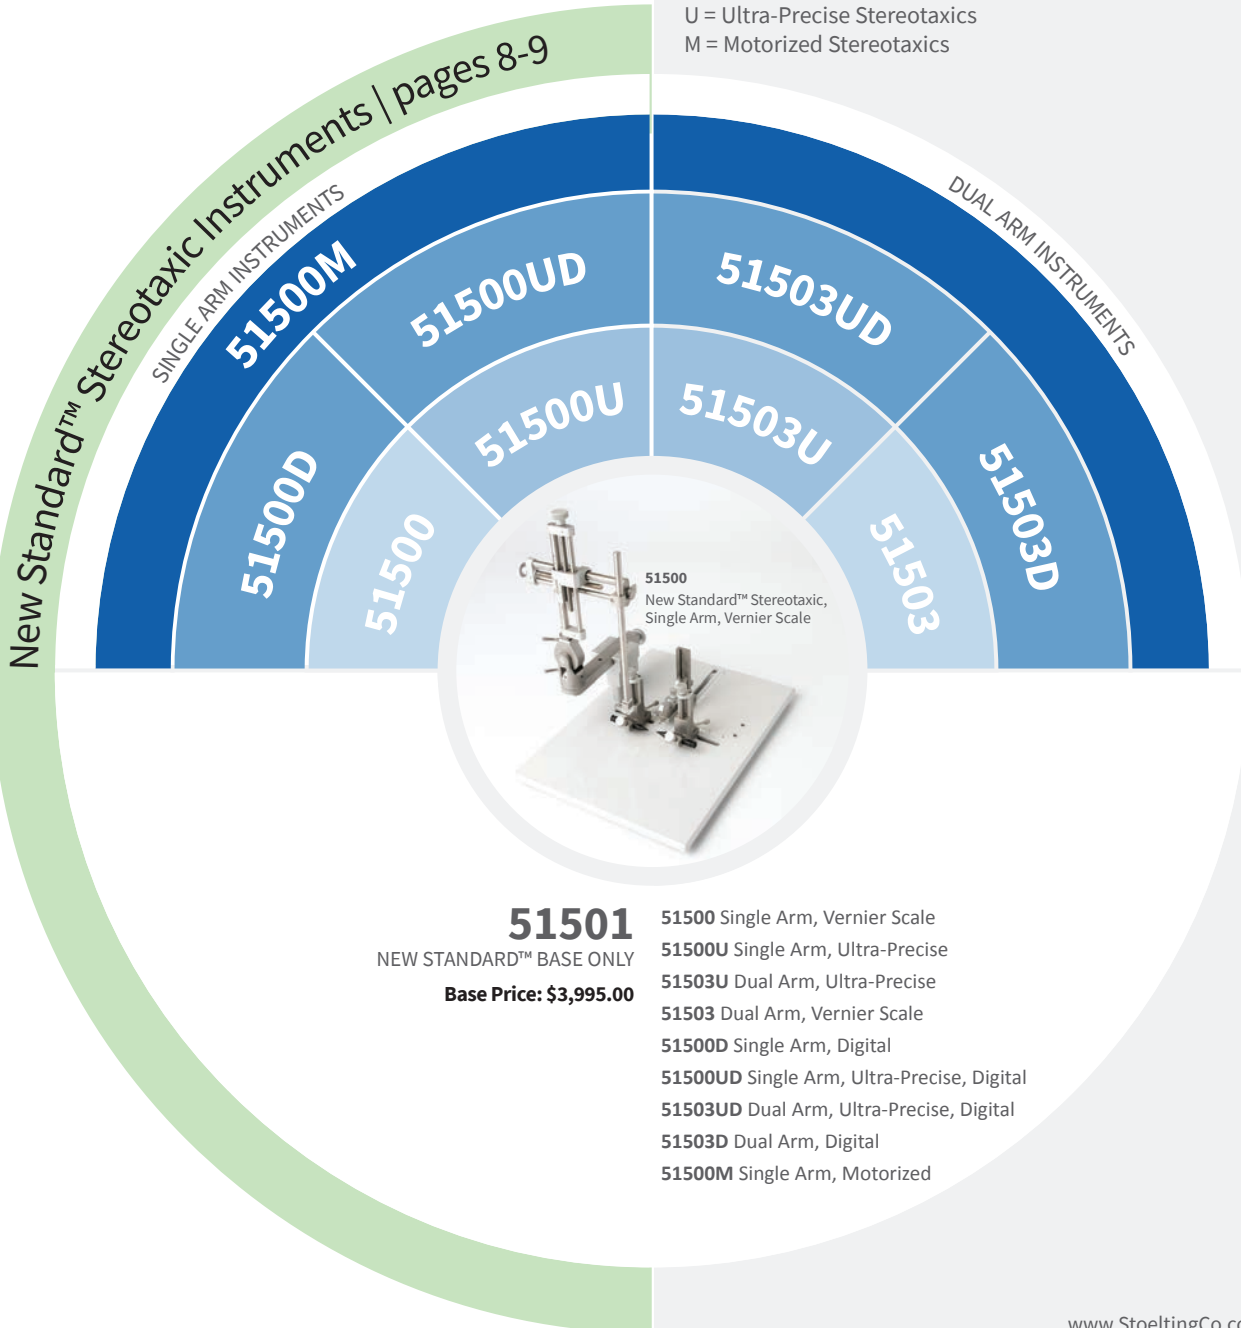 U = Ultra-Precise Stereotaxics
M = Motorized Stereotaxics
New Standard™ Stereotaxic Instruments | pages 8-9
SINGLE ARM INSTRUMENTS
DUAL ARM INSTRUMENTS
51500M
51500UD
51503UD
51500D
51500U
51503U
51503D
51500
51503
51500
New Standard™ Stereotaxic,
Single Arm, Vernier Scale
51501
NEW STANDARD™ BASE ONLY
Base Price: $3,995.00
51500 Single Arm, Vernier Scale
51500U Single Arm, Ultra-Precise
51503U Dual Arm, Ultra-Precise
51503 Dual Arm, Vernier Scale
51500D Single Arm, Digital
51500UD Single Arm, Ultra-Precise, Digital
51503UD Dual Arm, Ultra-Precise, Digital
51503D Dual Arm, Digital
51500M Single Arm, Motorized